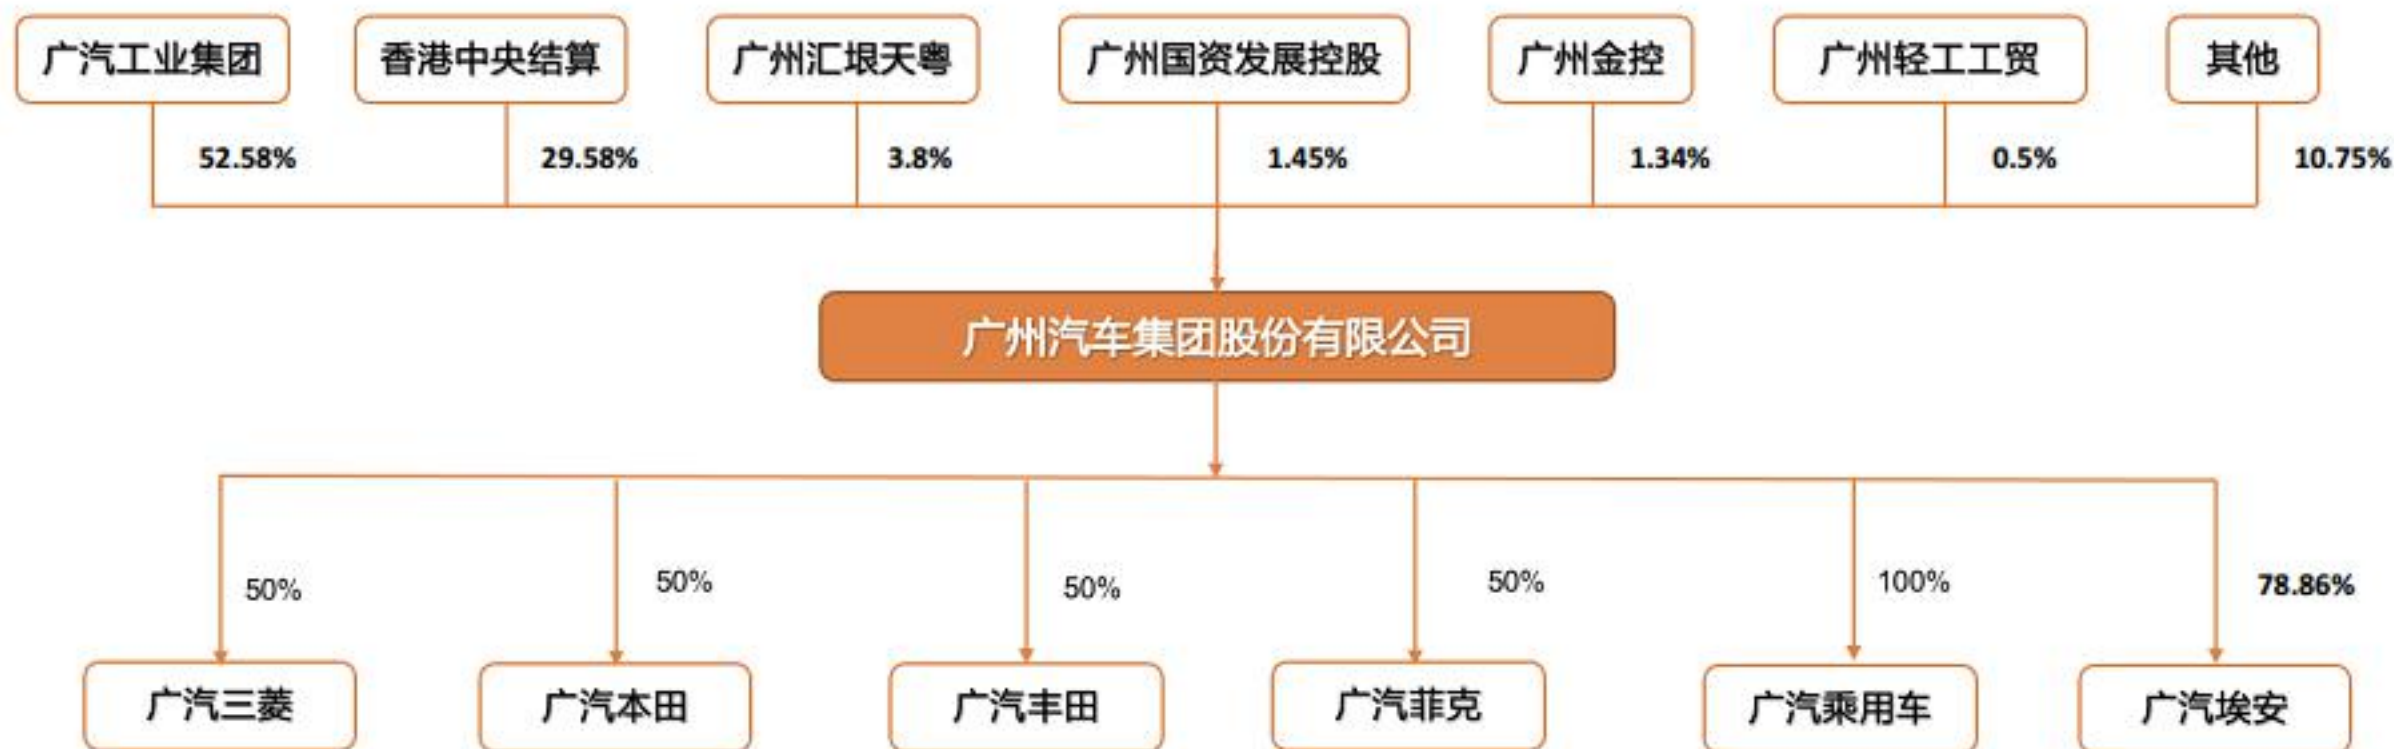 广汽工业集团
香港中央结算
广州汇垠天粤
广州国资发展控股
广州金控
广州轻工工贸
其他
52.58%
29.58%
3.8%
1.45%
1.34%
0.5%
10.75%
广州汽车集团股份有限公司
50%
50%
50%
50%
100%
78.86%
广汽三菱
广汽本田
广汽丰田
广汽菲克
广汽乘用车
广汽埃安